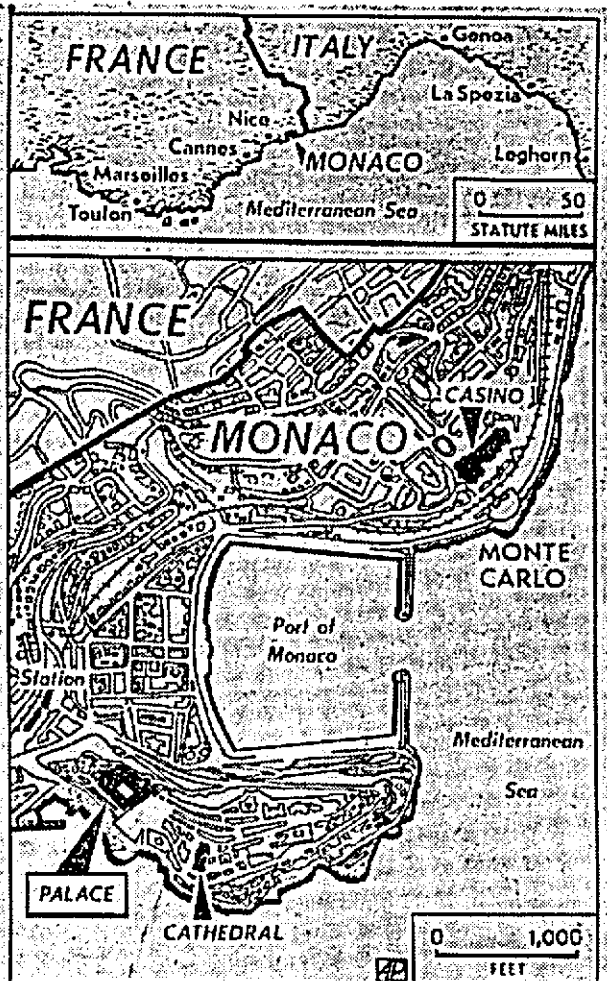 FRANCE
ITALY
Genoa
La Spezia
Nice
Cannes
MONACO
Leghorn
Marseilles
Toulon
Mediterranean Sea
0 50
STATUTE MILES
FRANCE
CASINO
MONACO
MONTE
CARLO
Port of
Monaco
Station
Mediterranean
Sea
PALACE
CATHEDRAL
0 1,000
FEET
AP